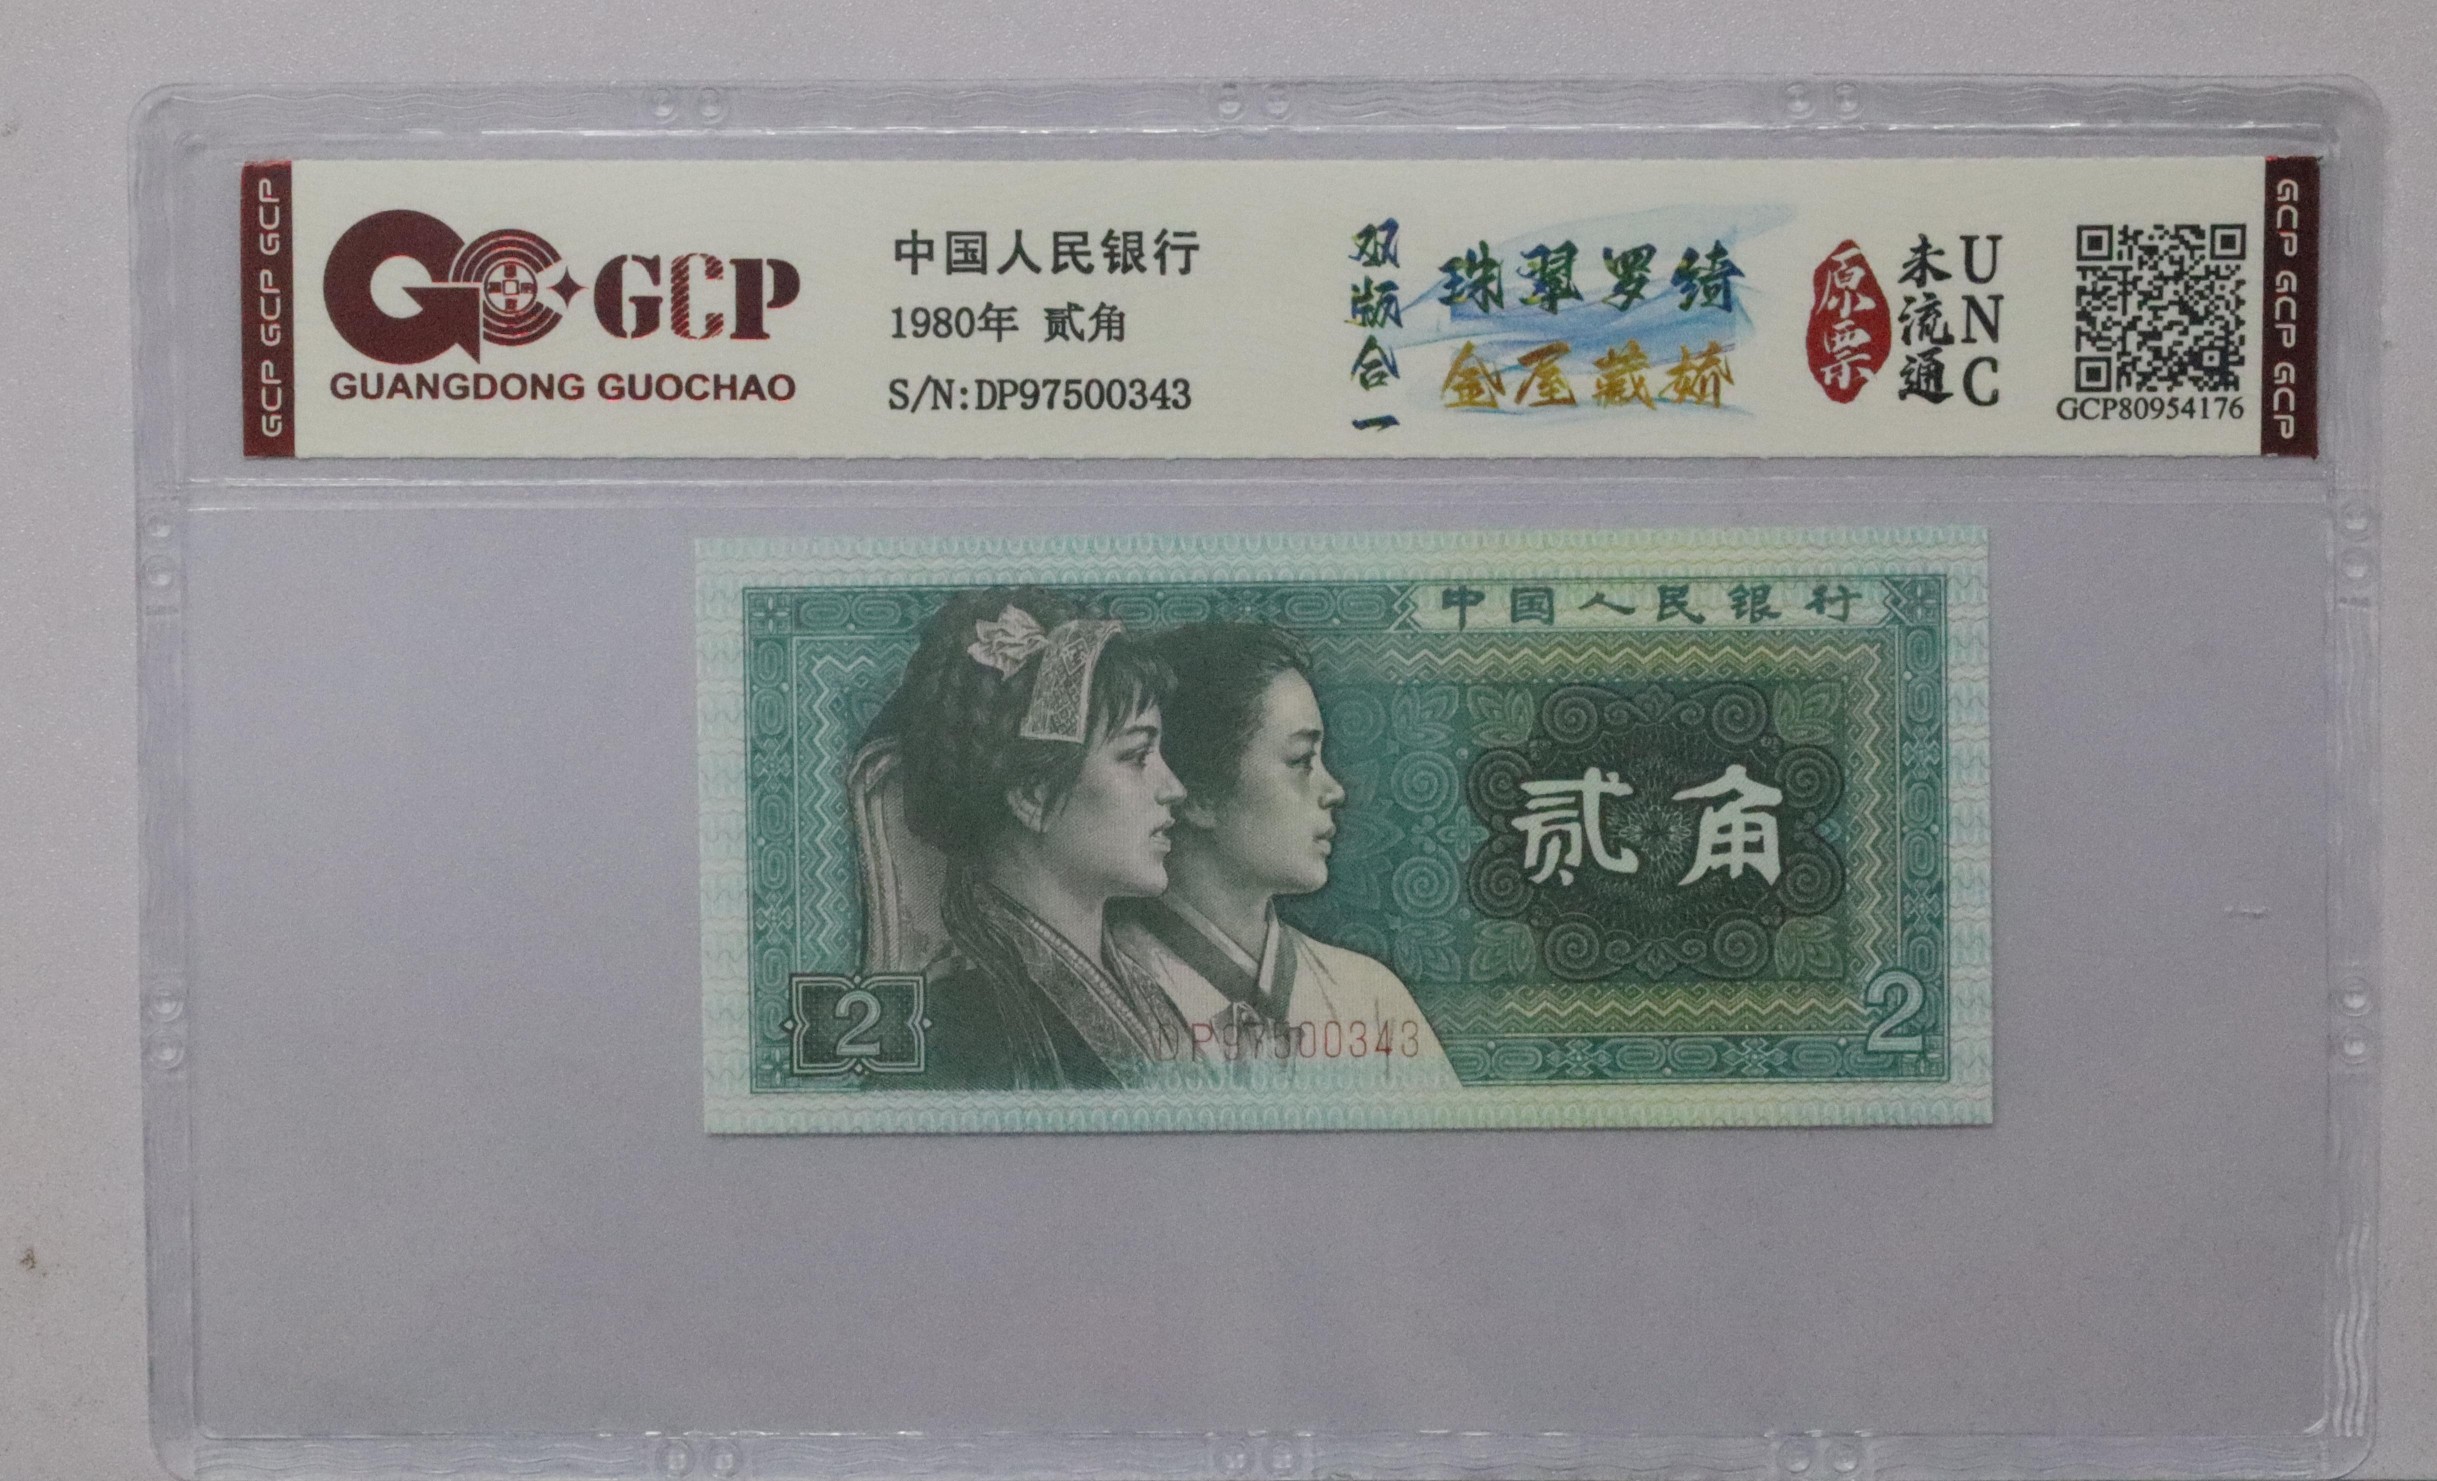 GCP GCP GCP
GCP
GUANGDONG GUOCHAO
中国人民银行
1980年 贰角
S/N:DP97500343
双版合一
珠翠罗绮
金屋藏娇
原票
未流通
UNC
GCP80954176
GCP GCP GCP
中国人民银行
贰角
2
DP97500343
2